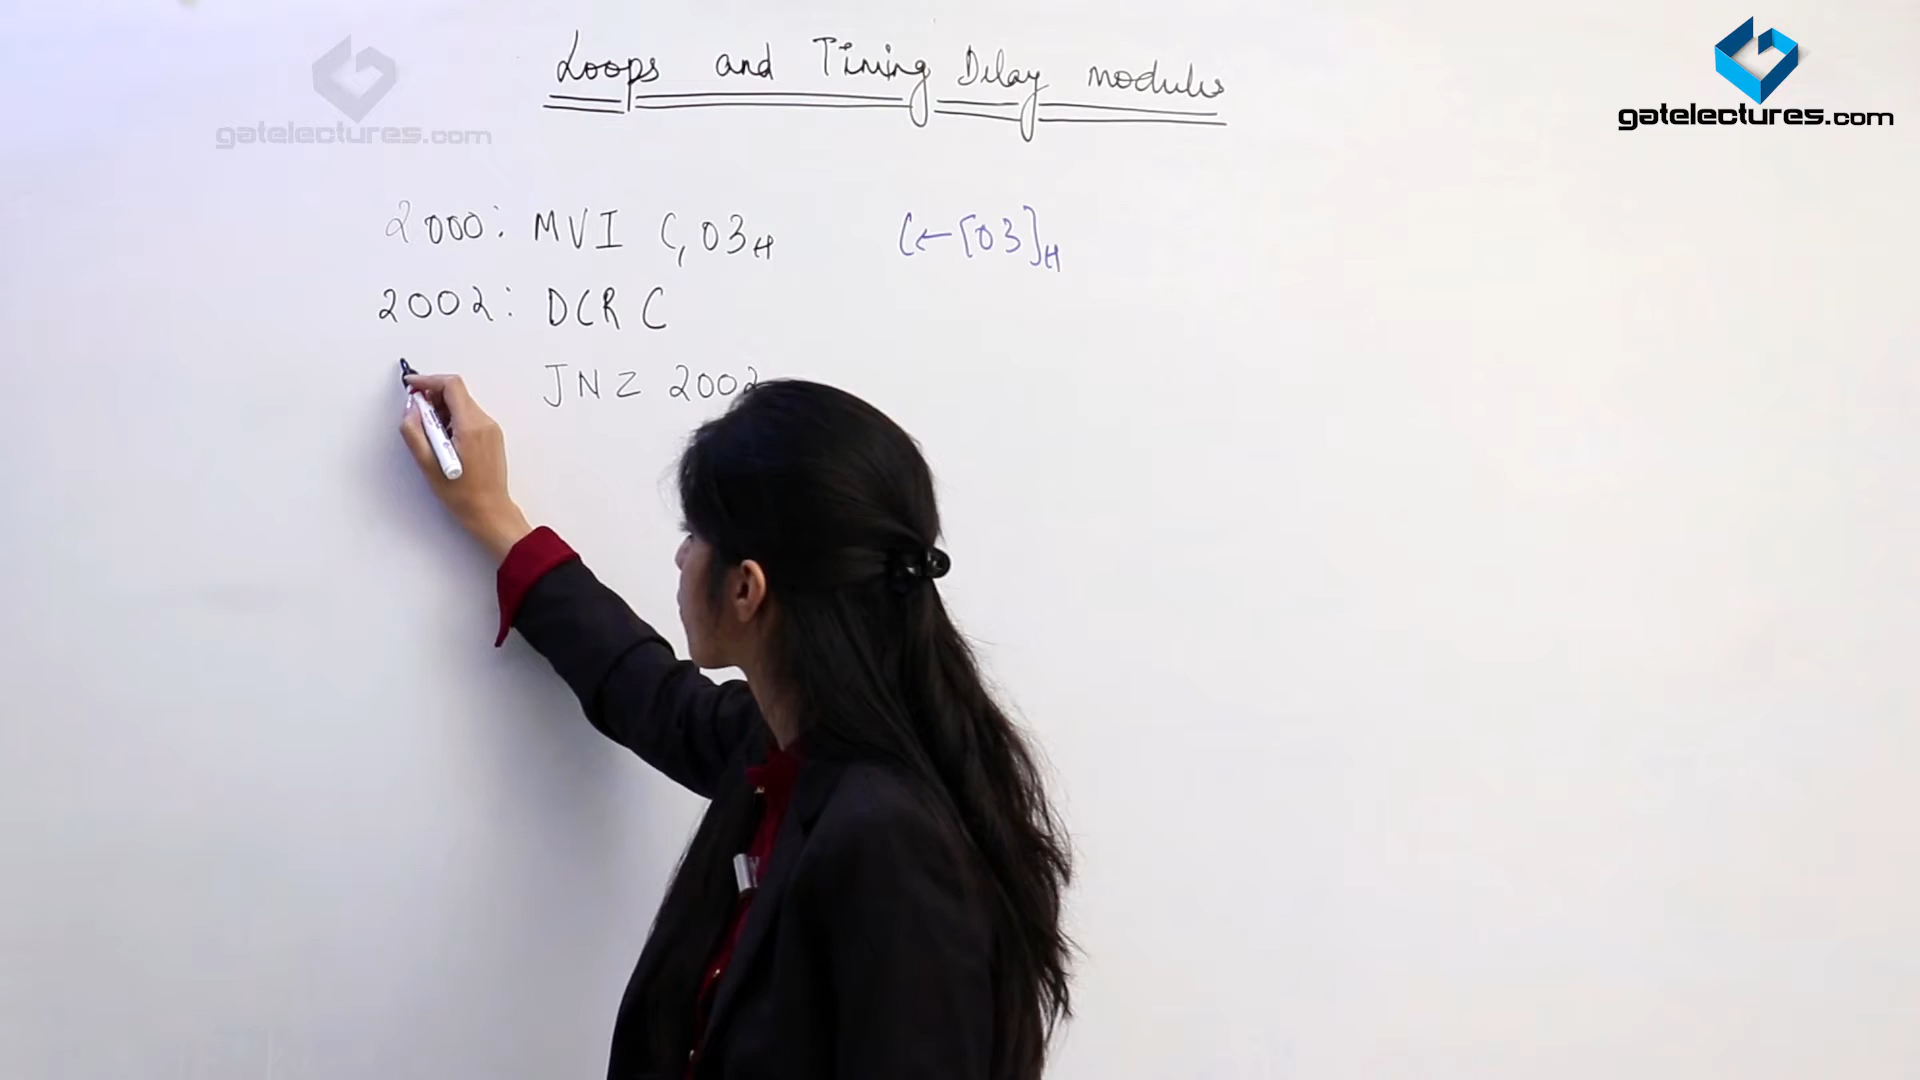 Loops and Timing Delay modules
gatelectures.com
gatelectures.com
2000: MVI C, 03H C←[03]H
2002: DCR C
JNZ 2002